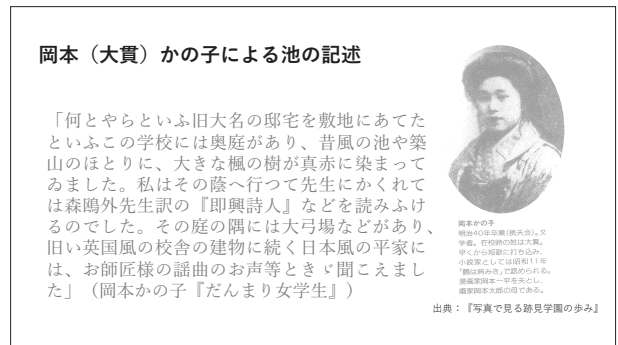 岡本（大貫）かの子による池の記述
「何とやらといふ旧大名の邸宅を敷地にあてた
といふこの学校には奥庭があり、昔風の池や築
山のほとりに、大きな楓の樹が真赤に染まって
ゐました。私はその蔭へ行つて先生にかくれて
は森鴎外先生訳の『即興詩人』などを読みふけ
るのでした。その庭の隅には大弓場などがあり、
旧い英国風の校舎の建物に続く日本風の平家に
は、お師匠様の謡曲のお声等ときゞ聞こえまし
た」（岡本かの子『だんまり女学生』）
岡本かの子
明治40年卒業(桃夭会)。文
学者。在校時の姓は大貫。
早くから短歌に打ち込み、
小説家としては昭和11年
「鶴は病みき」で認められる。
漫画家岡本一平を夫とし、
画家岡本太郎の母である。
出典：『写真で見る跡見学園の歩み』